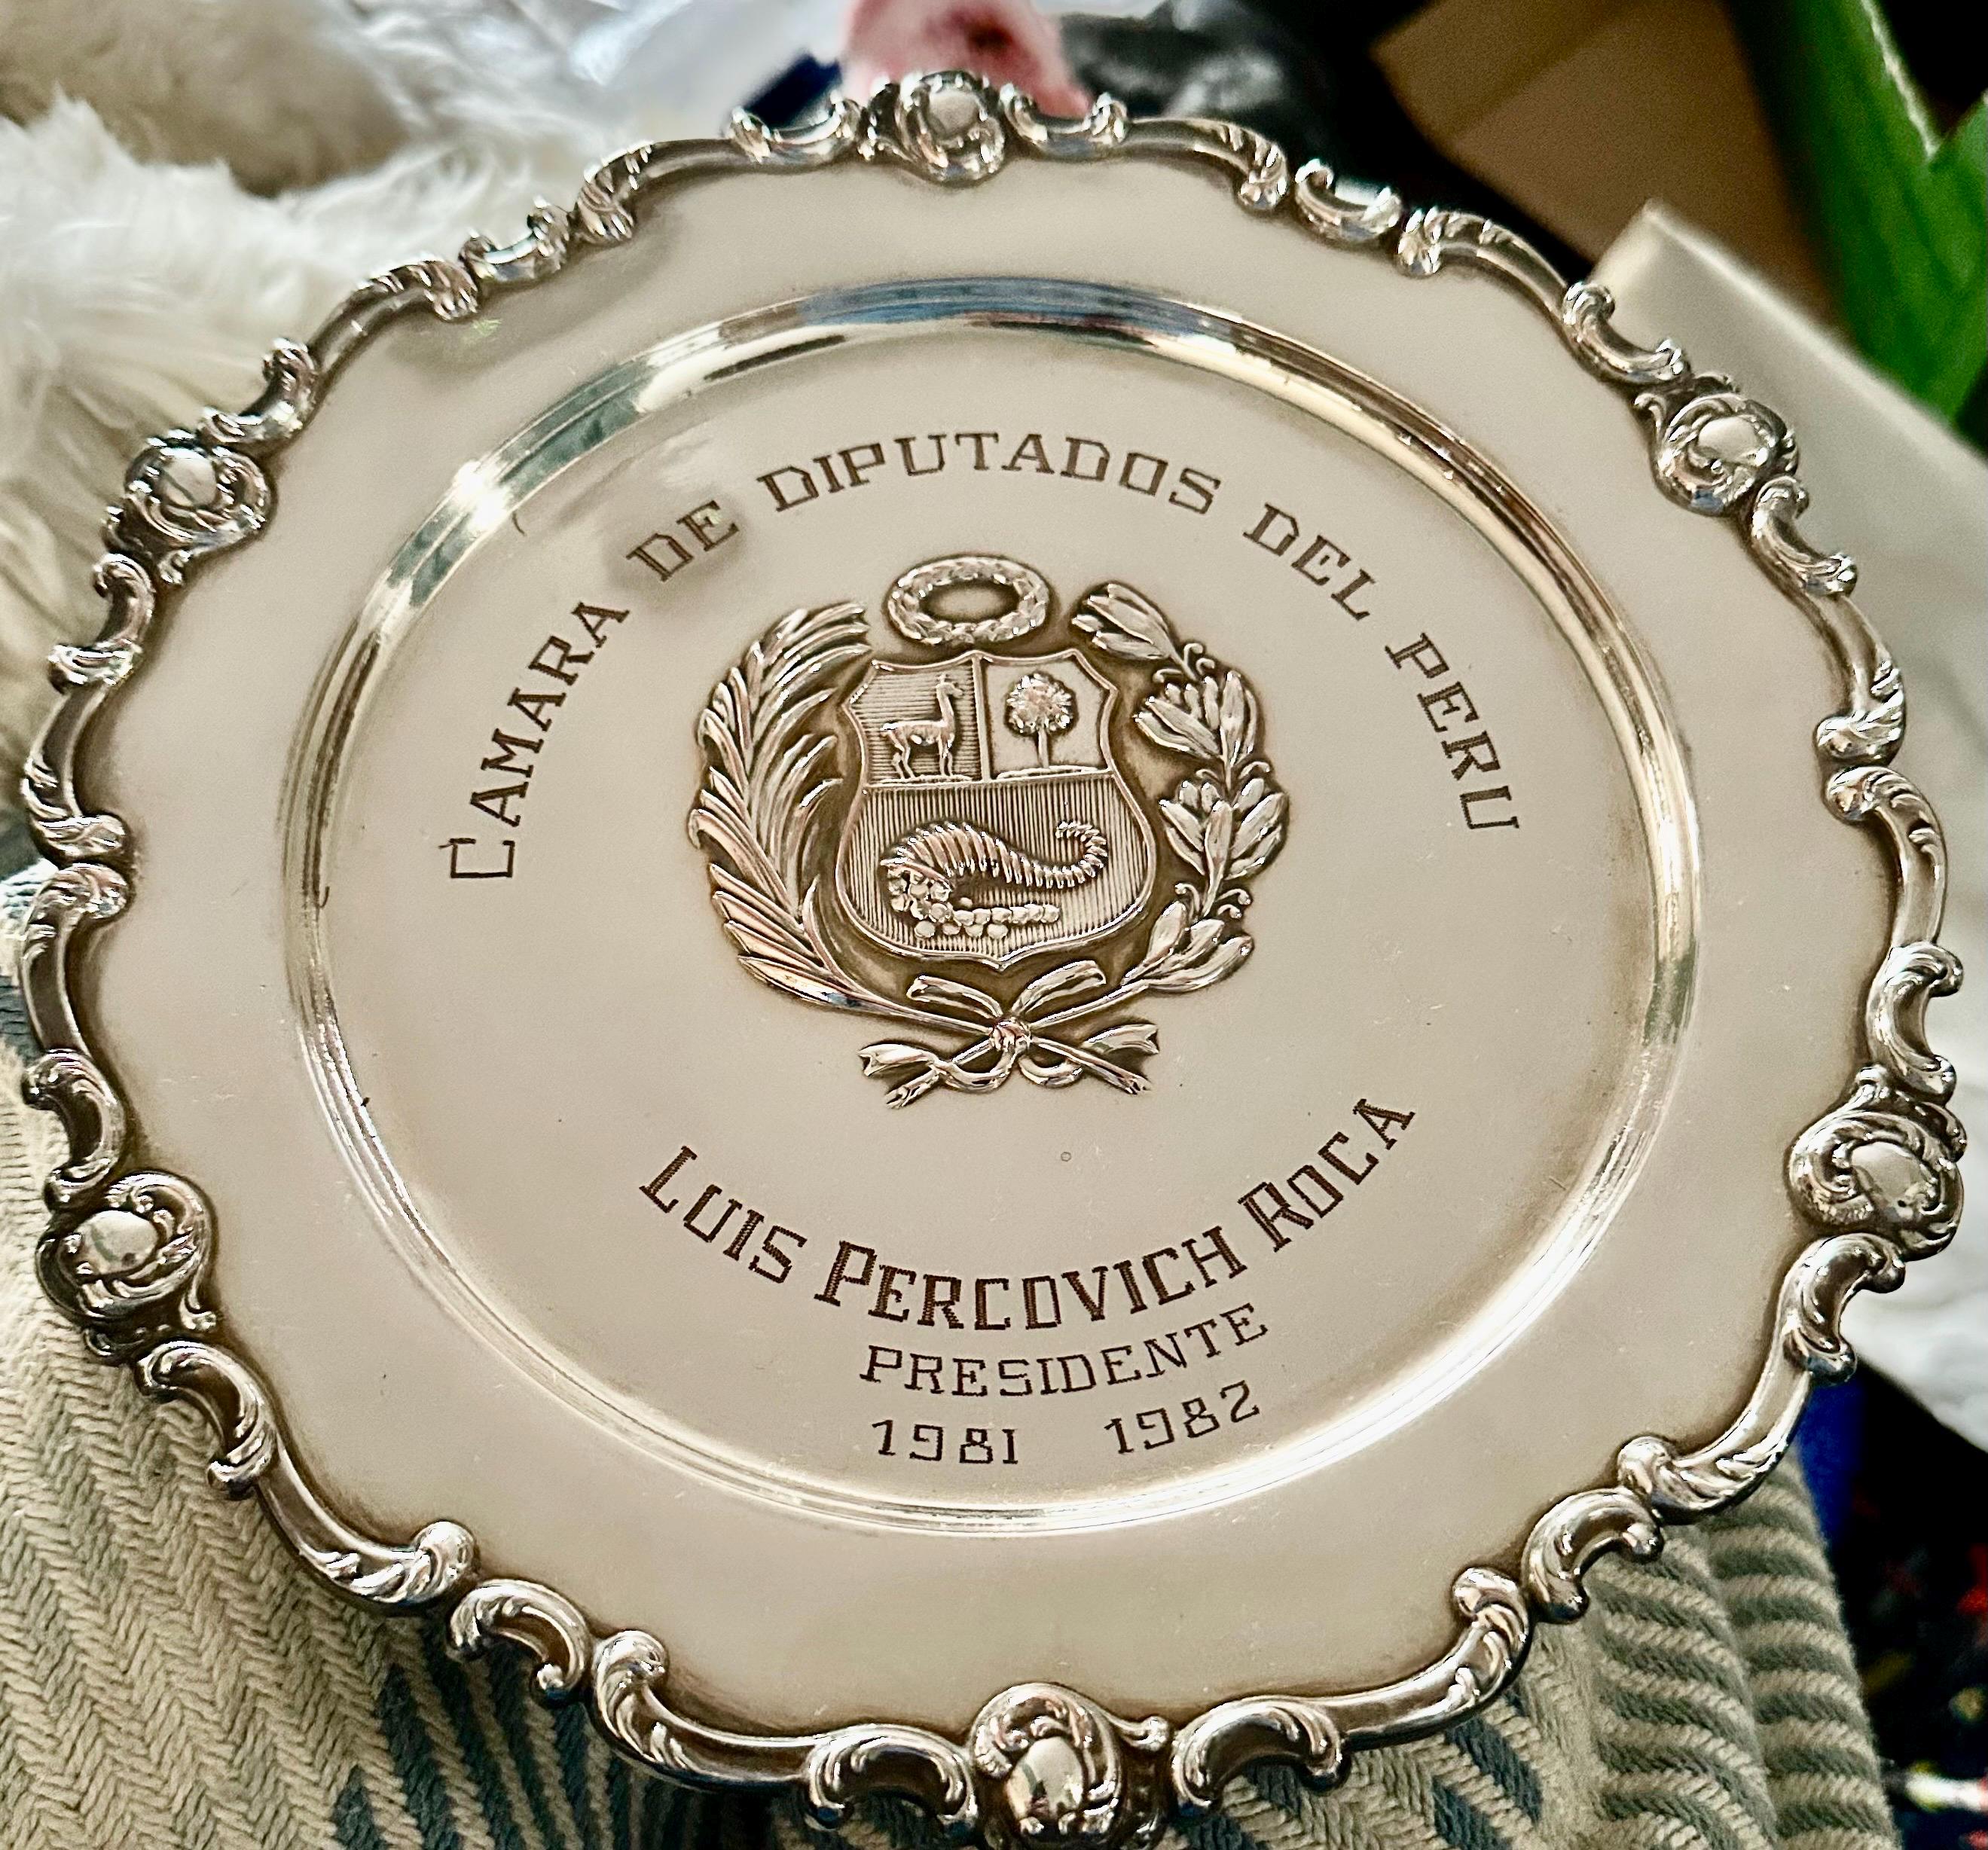 CAMARA DE DIPUTADOS DEL PERU
LUIS PERCOVICH ROCA
PRESIDENTE
1981 1982